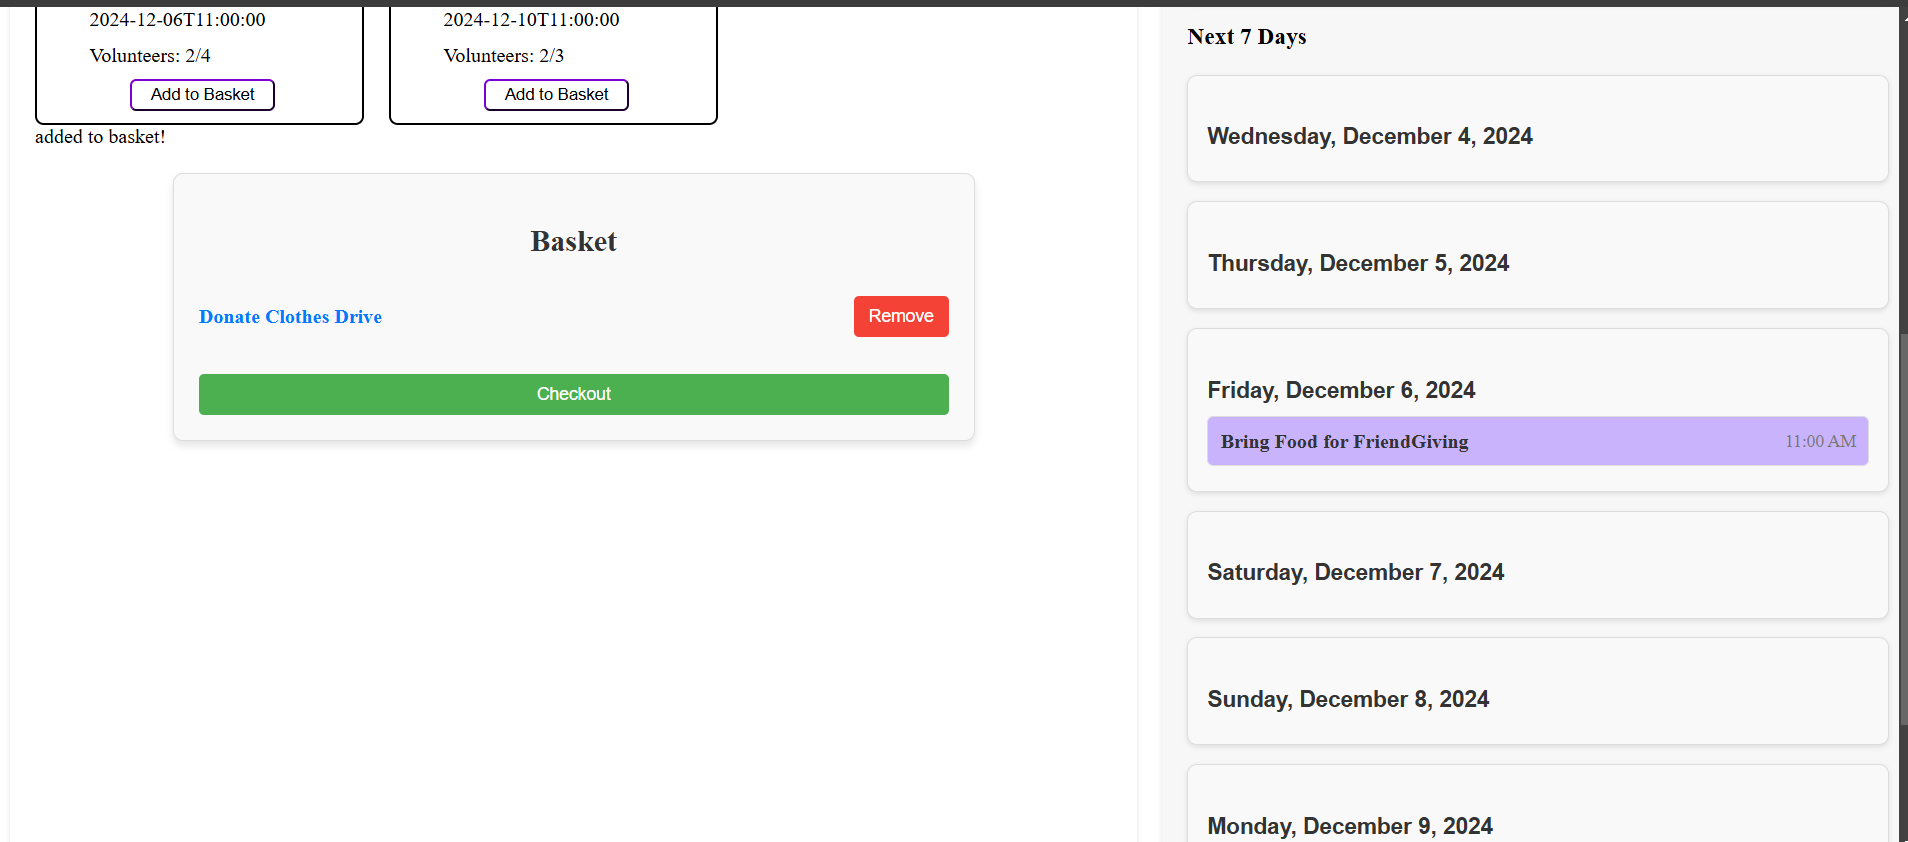 2024-12-06T11:00:00
Volunteers: 2/4
Add to Basket
2024-12-10T11:00:00
Volunteers: 2/3
Add to Basket
added to basket!
Basket
Donate Clothes Drive
Remove
Checkout
Next 7 Days
Wednesday, December 4, 2024
Thursday, December 5, 2024
Friday, December 6, 2024
Bring Food for FriendGiving
11:00 AM
Saturday, December 7, 2024
Sunday, December 8, 2024
Monday, December 9, 2024